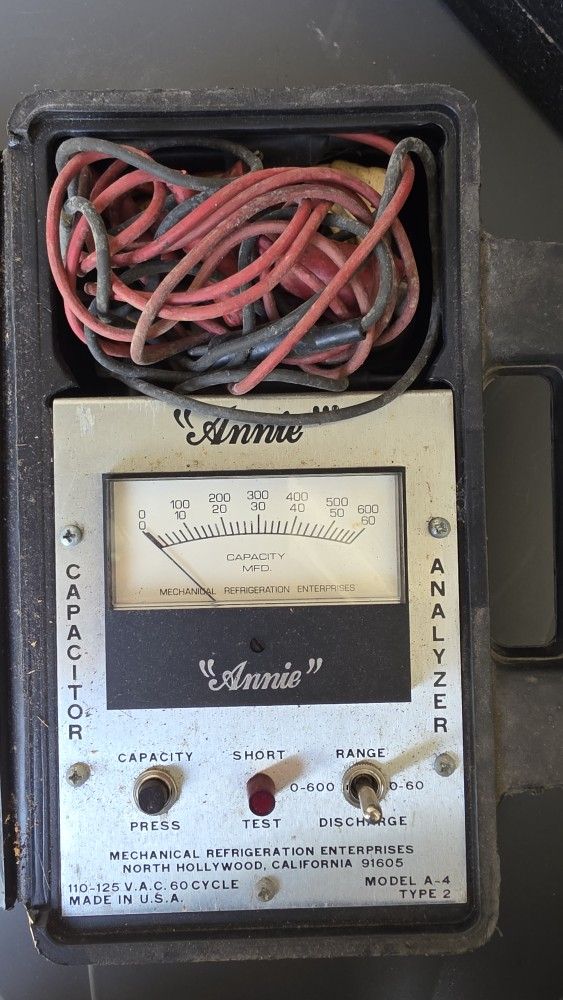 "Annie"
0 100 200 300 400 500 600
0 10 20 30 40 50 60
CAPACITY
MFD.
MECHANICAL REFRIGERATION ENTERPRISES
CAPACITOR
ANALYZER
"Annie"
CAPACITY SHORT RANGE
0-600 0-60
PRESS TEST DISCHARGE
MECHANICAL REFRIGERATION ENTERPRISES
NORTH HOLLYWOOD, CALIFORNIA 91605
110-125 V.A.C. 60 CYCLE MODEL A-4
MADE IN U.S.A. TYPE 2